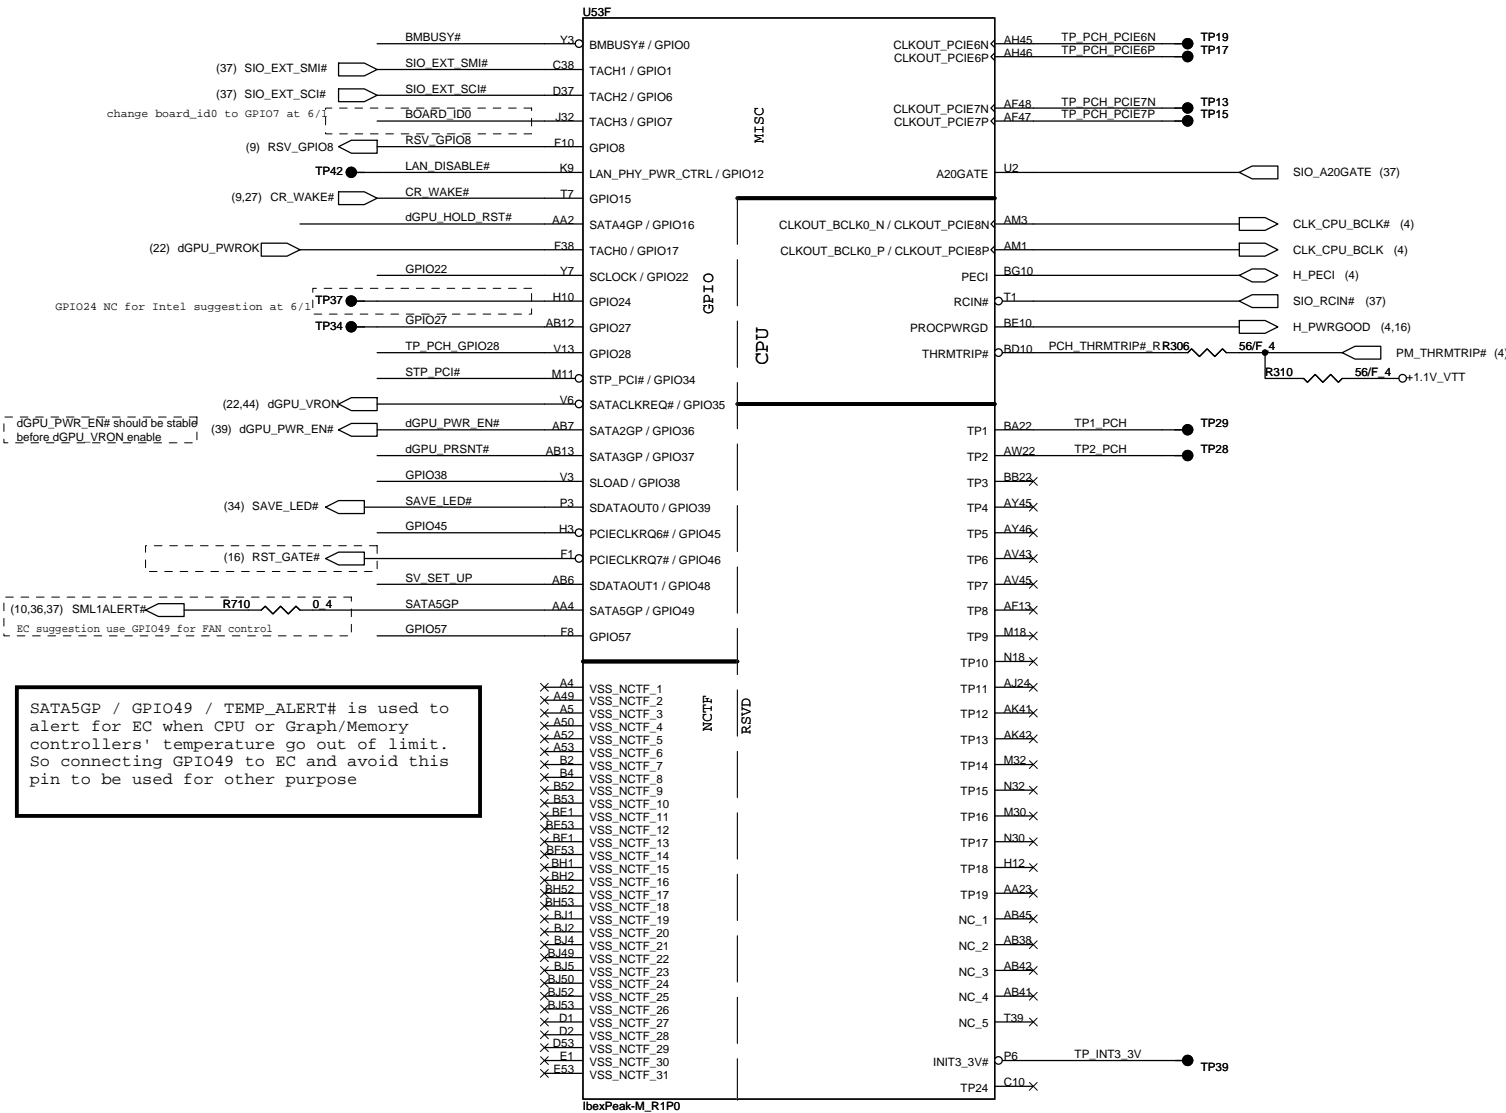 U53F
BMBUSY# Y3 BMBUSY# / GPIO0
(37) SIO_EXT_SMI# SIO_EXT_SMI# C38 TACH1 / GPIO1
(37) SIO_EXT_SCI# SIO_EXT_SCI# D37 TACH2 / GPIO6
change board_id0 to GPIO7 at 6/1 BOARD_ID0 J32 TACH3 / GPIO7
(9) RSV_GPIO8 RSV_GPIO8 F10 GPIO8
TP42 LAN_DISABLE# K9 LAN_PHY_PWR_CTRL / GPIO12
(9,27) CR_WAKE# CR_WAKE# T7 GPIO15
dGPU_HOLD_RST# AA2 SATA4GP / GPIO16
(22) dGPU_PWROK F38 TACH0 / GPIO17
GPIO22 Y7 SCLOCK / GPIO22
GPIO24 NC for Intel suggestion at 6/1 TP37 H10 GPIO24
TP34 GPIO27 AB12 GPIO27
TP_PCH_GPIO28 V13 GPIO28
STP_PCI# M11 STP_PCI# / GPIO34
(22,44) dGPU_VRON V6 SATACLKREQ# / GPIO35
dGPU_PWR_EN# should be stable
before dGPU_VRON enable
(39) dGPU_PWR_EN# dGPU_PWR_EN# AB7 SATA2GP / GPIO36
dGPU_PRSNT# AB13 SATA3GP / GPIO37
GPIO38 V3 SLOAD / GPIO38
(34) SAVE_LED# SAVE_LED# P3 SDATAOUT0 / GPIO39
GPIO45 H3 PCIECLKRQ6# / GPIO45
(16) RST_GATE# F1 PCIECLKRQ7# / GPIO46
SV_SET_UP AB6 SDATAOUT1 / GPIO48
(10,36,37) SML1ALERT# R710 0_4 SATA5GP AA4 SATA5GP / GPIO49
EC suggestion use GPIO49 for FAN control
GPIO57 F8 GPIO57
SATA5GP / GPIO49 / TEMP_ALERT# is used to
alert for EC when CPU or Graph/Memory
controllers' temperature go out of limit.
So connecting GPIO49 to EC and avoid this
pin to be used for other purpose
A4 VSS_NCTF_1
A49 VSS_NCTF_2
A5 VSS_NCTF_3
A50 VSS_NCTF_4
A52 VSS_NCTF_5
A53 VSS_NCTF_6
B2 VSS_NCTF_7
B4 VSS_NCTF_8
B52 VSS_NCTF_9
B53 VSS_NCTF_10
BE1 VSS_NCTF_11
BE53 VSS_NCTF_12
BF1 VSS_NCTF_13
BF53 VSS_NCTF_14
BH1 VSS_NCTF_15
BH2 VSS_NCTF_16
BH52 VSS_NCTF_17
BH53 VSS_NCTF_18
BJ1 VSS_NCTF_19
BJ2 VSS_NCTF_20
BJ4 VSS_NCTF_21
BJ49 VSS_NCTF_22
BJ5 VSS_NCTF_23
BJ50 VSS_NCTF_24
BJ52 VSS_NCTF_25
BJ53 VSS_NCTF_26
D1 VSS_NCTF_27
D2 VSS_NCTF_28
D53 VSS_NCTF_29
E1 VSS_NCTF_30
E53 VSS_NCTF_31
MISC
GPIO
CPU
NCTF
RSVD
CLKOUT_PCIE6N AH45 TP_PCH_PCIE6N TP19
CLKOUT_PCIE6P AH46 TP_PCH_PCIE6P TP17
CLKOUT_PCIE7N AF48 TP_PCH_PCIE7N TP13
CLKOUT_PCIE7P AF47 TP_PCH_PCIE7P TP15
A20GATE U2 SIO_A20GATE (37)
CLKOUT_BCLK0_N / CLKOUT_PCIE8N AM3 CLK_CPU_BCLK# (4)
CLKOUT_BCLK0_P / CLKOUT_PCIE8P AM1 CLK_CPU_BCLK (4)
PECI BG10 H_PECI (4)
RCIN# T1 SIO_RCIN# (37)
PROCPWRGD BE10 H_PWRGOOD (4,16)
THRMTRIP# BD10 PCH_THRMTRIP#_R R306 56/F_4 PM_THRMTRIP# (4)
R310 56/F_4 +1.1V_VTT
TP1 BA22 TP1_PCH TP29
TP2 AW22 TP2_PCH TP28
TP3 BB22
TP4 AY45
TP5 AY46
TP6 AV43
TP7 AV45
TP8 AF13
TP9 M18
TP10 N18
TP11 AJ24
TP12 AK41
TP13 AK42
TP14 M32
TP15 N32
TP16 M30
TP17 N30
TP18 H12
TP19 AA23
NC_1 AB45
NC_2 AB38
NC_3 AB42
NC_4 AB41
NC_5 T39
INIT3_3V# P6 TP_INT3_3V TP39
TP24 C10
IbexPeak-M_R1P0